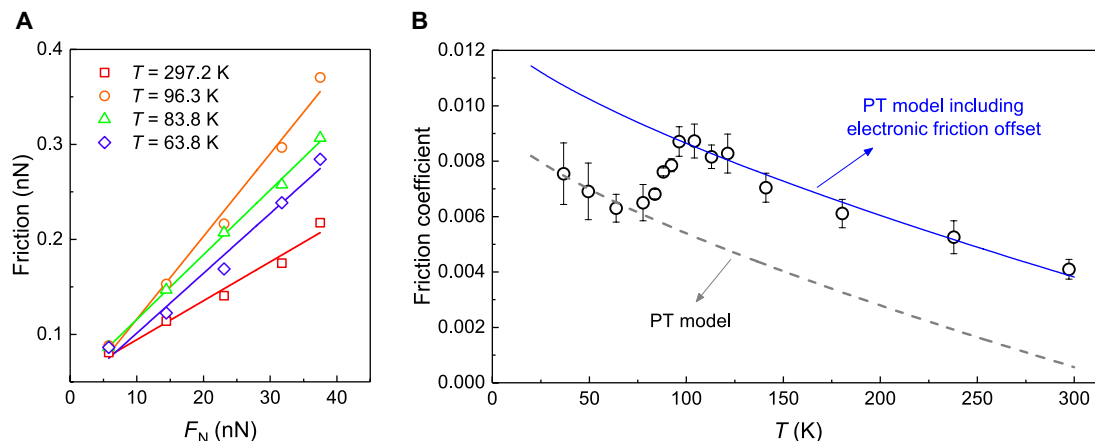 A
0.4
0.3
0.2
0.1
Friction (nN)
T = 297.2 K
T = 96.3 K
T = 83.8 K
T = 63.8 K
0 10 20 30 40
F_N (nN)
B
0.012
0.010
0.008
0.006
0.004
0.002
0.000
Friction coefficient
PT model including
electronic friction offset
PT model
0 50 100 150 200 250 300
T (K)